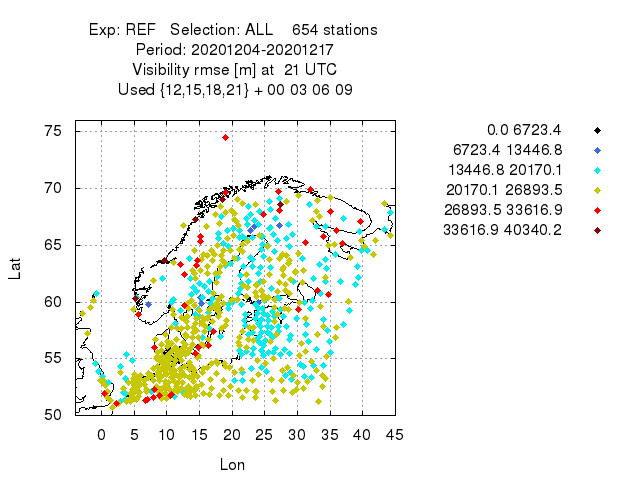 Exp: REF Selection: ALL 654 stations
Period: 20201204-20201217
Visibility rmse [m] at 21 UTC
Used {12,15,18,21} + 00 03 06 09
75
70
65
60
55
50
Lat
0 5 10 15 20 25 30 35 40 45
Lon
0.0 6723.4
6723.4 13446.8
13446.8 20170.1
20170.1 26893.5
26893.5 33616.9
33616.9 40340.2